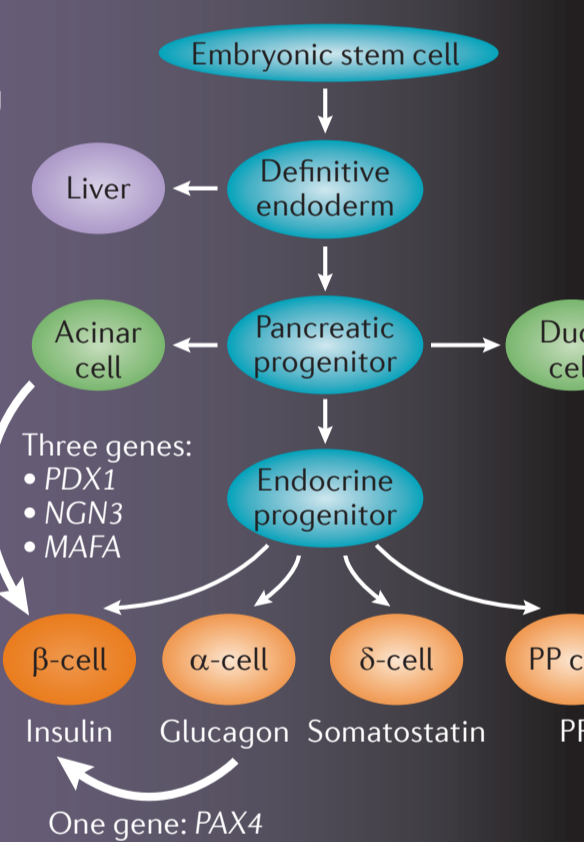 Embryonic stem cell
Definitive
endoderm
Liver
Pancreatic
progenitor
Acinar
cell
Three genes:
• PDX1
• NGN3
• MAFA
Endocrine
progenitor
β-cell
α-cell
δ-cell
PP
Insulin
Glucagon
Somatostatin
One gene: PAX4